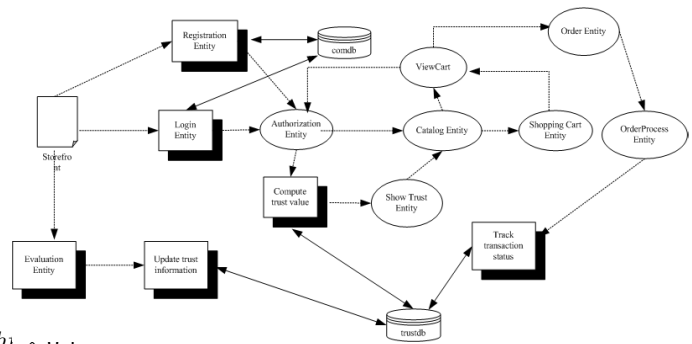 Registration
Entity
comdb
Order Entity
ViewCart
Storefro
nt
Login
Entity
Authorization
Entity
Catalog Entity
Shopping Cart
Entity
OrderProcess
Entity
Compute
trust value
Show Trust
Entity
Track
transaction
status
Evaluation
Entity
Update trust
information
trustdb